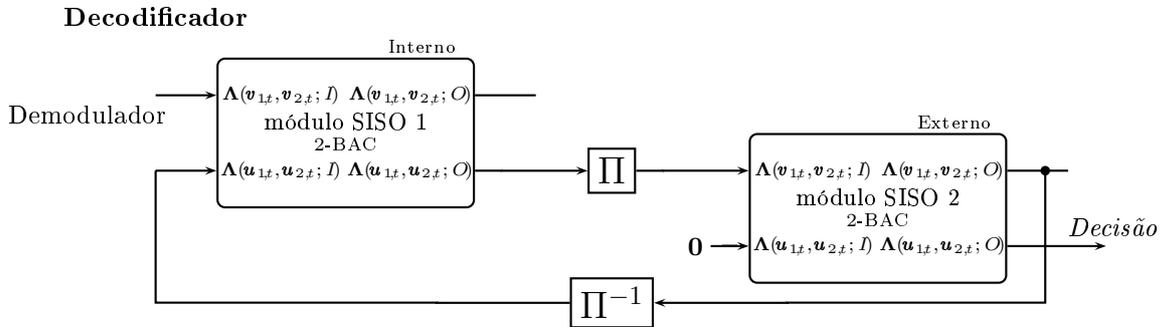 Decodificador
Interno
Λ(v1,t,v2,t; I) Λ(v1,t,v2,t; O)
Demodulador
módulo SISO 1
2-BAC
Λ(u1,t,u2,t; I) Λ(u1,t,u2,t; O)
Π
Externo
Λ(v1,t,v2,t; I) Λ(v1,t,v2,t; O)
módulo SISO 2
2-BAC
0
Λ(u1,t,u2,t; I) Λ(u1,t,u2,t; O)
Decisão
Π−1